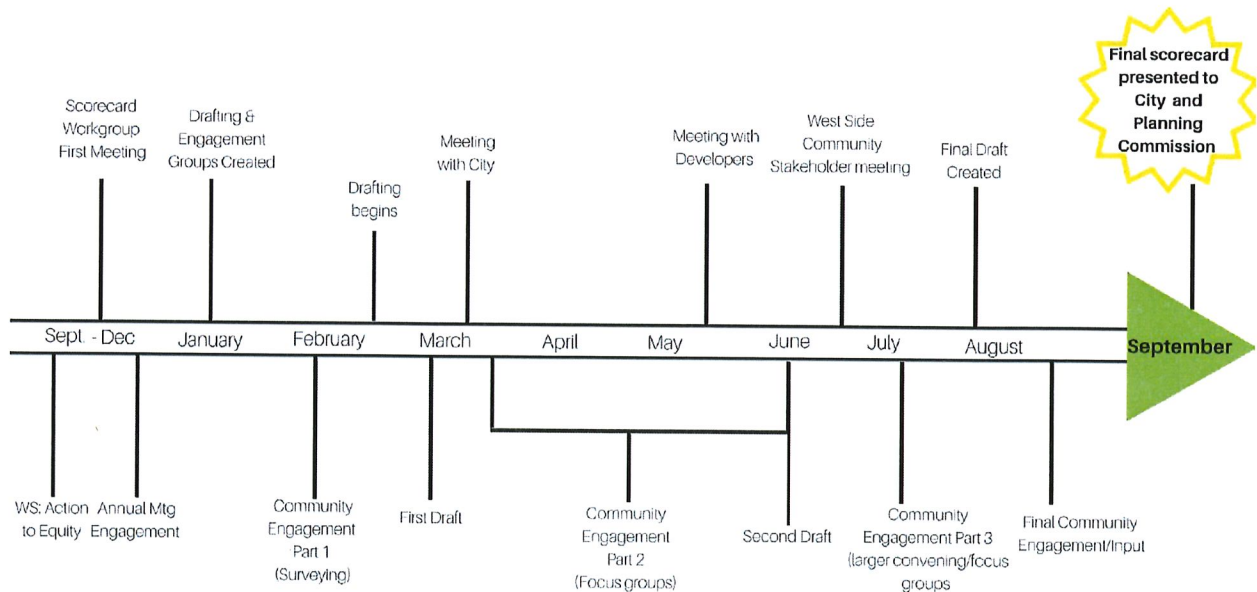 Final scorecard
presented to
City and
Planning
Commission
Scorecard
Workgroup
First Meeting
Drafting &
Engagement
Groups Created
Drafting
begins
Meeting
with City
Meeting with
Developers
West Side
Community
Stakeholder meeting
Final Draft
Created
Sept. - Dec
January
February
March
April
May
June
July
August
September
WS: Action
to Equity
Annual Mtg
Engagement
Community
Engagement
Part 1
(Surveying)
First Draft
Community
Engagement
Part 2
(Focus groups)
Second Draft
Community
Engagement Part 3
(larger convening/focus
groups
Final Community
Engagement/Input